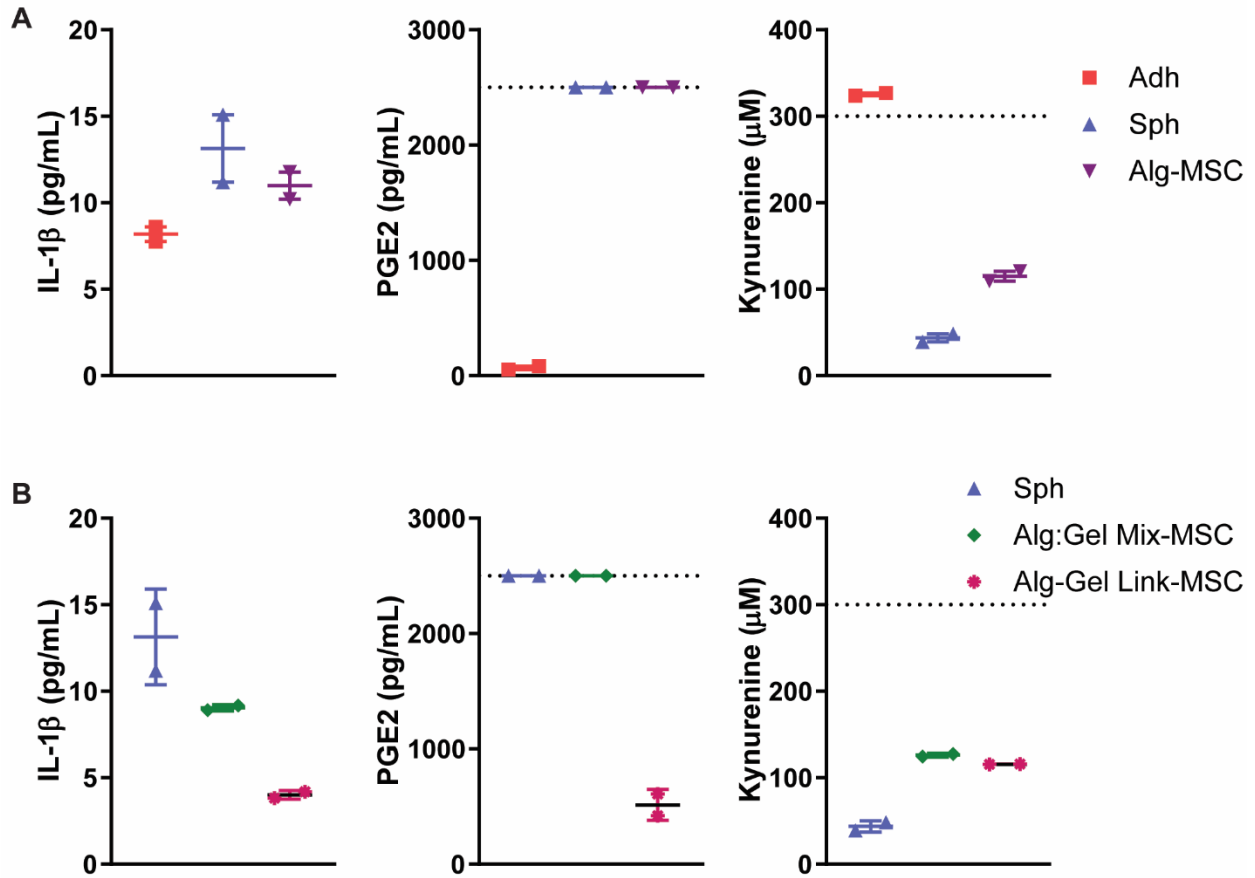 A
IL-1β (pg/mL)
20
15
10
5
0
PGE2 (pg/mL)
3000
2000
1000
0
Kynurenine (μM)
400
300
200
100
0
Adh
Sph
Alg-MSC
B
IL-1β (pg/mL)
20
15
10
5
0
PGE2 (pg/mL)
3000
2000
1000
0
Kynurenine (μM)
400
300
200
100
0
Sph
Alg:Gel Mix-MSC
Alg-Gel Link-MSC